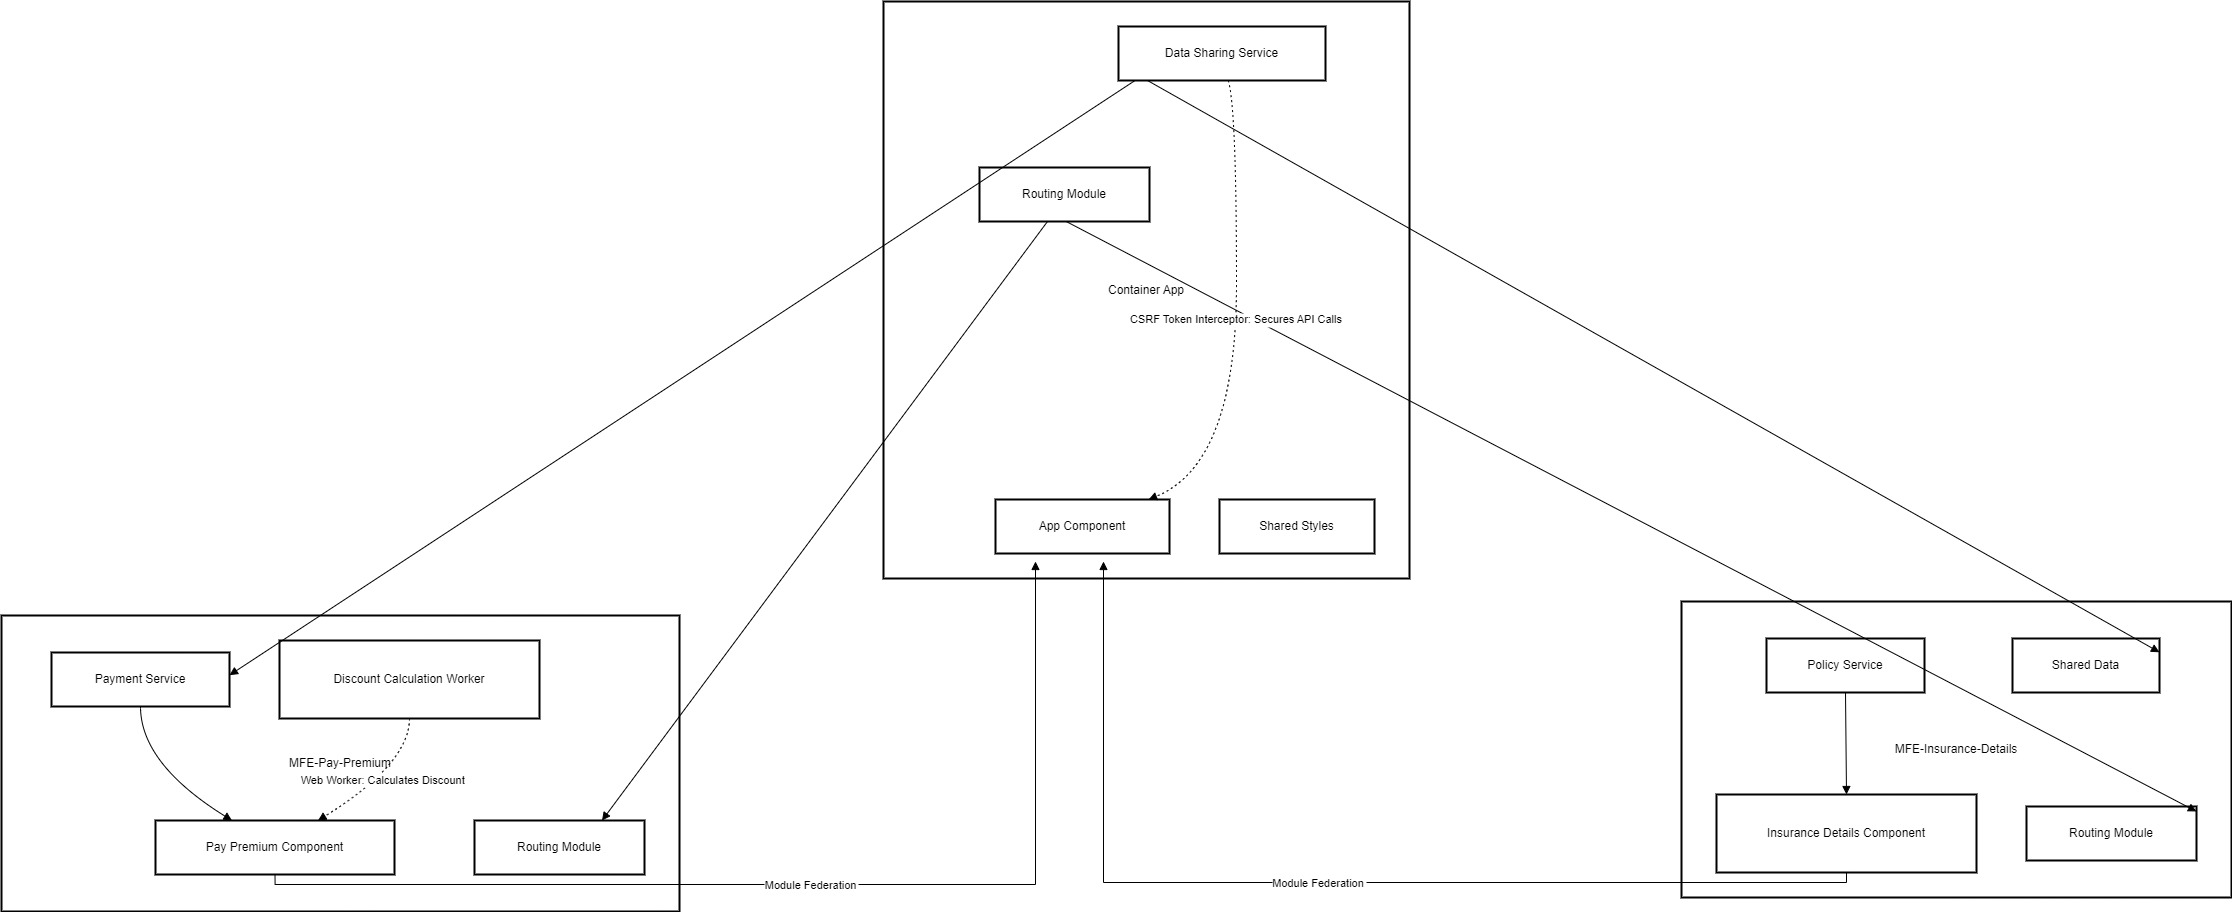 Data Sharing Service
Routing Module
Container App
CSRF Token Interceptor: Secures API Calls
App Component
Shared Styles
Payment Service
Discount Calculation Worker
MFE-Pay-Premium
Web Worker: Calculates Discount
Pay Premium Component
Routing Module
Module Federation
Policy Service
Shared Data
MFE-Insurance-Details
Insurance Details Component
Routing Module
Module Federation